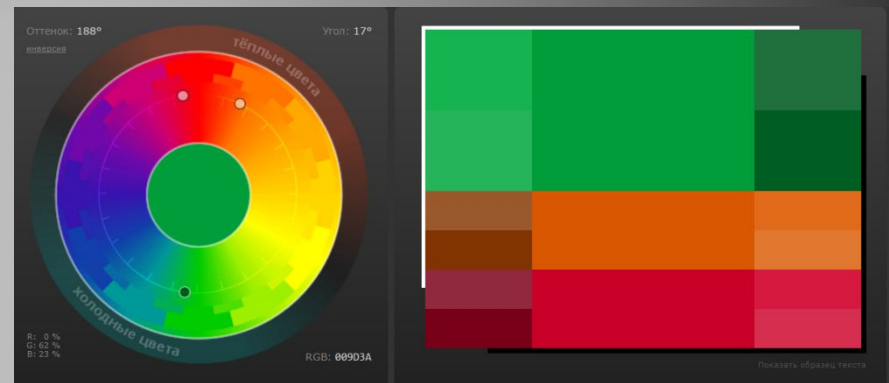 Оттенок: 188°
Угол: 17°
инверсия
тёплые цвета
холодные цвета
R: 0 %
G: 62 %
B: 23 %
RGB: 009D3A
Показать образец текста